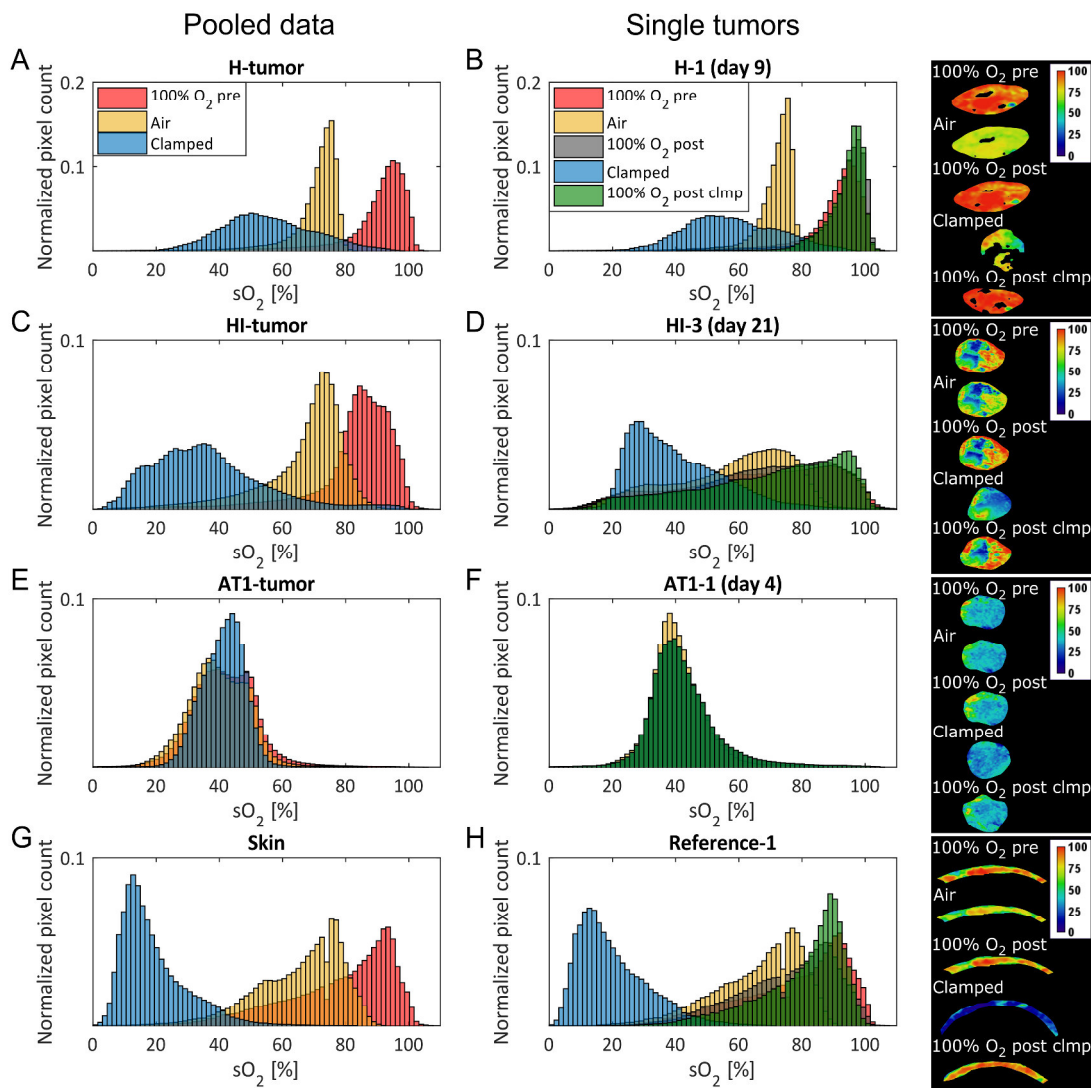 Pooled data
Single tumors
A
H-tumor
Normalized pixel count
0.2
0.1
100% O2 pre
Air
Clamped
0 20 40 60 80 100
sO2 [%]
B
H-1 (day 9)
Normalized pixel count
0.2
0.1
100% O2 pre
Air
100% O2 post
Clamped
100% O2 post clmp
0 20 40 60 80 100
sO2 [%]
100% O2 pre
Air
100% O2 post
Clamped
100% O2 post clmp
100
75
50
25
0
C
HI-tumor
Normalized pixel count
0.1
0 20 40 60 80 100
sO2 [%]
D
HI-3 (day 21)
Normalized pixel count
0.1
0 20 40 60 80 100
sO2 [%]
100% O2 pre
Air
100% O2 post
Clamped
100% O2 post clmp
100
75
50
25
0
E
AT1-tumor
Normalized pixel count
0.1
0 20 40 60 80 100
sO2 [%]
F
AT1-1 (day 4)
Normalized pixel count
0.1
0 20 40 60 80 100
sO2 [%]
100% O2 pre
Air
100% O2 post
Clamped
100% O2 post clmp
100
75
50
25
0
G
Skin
Normalized pixel count
0.1
0 20 40 60 80 100
sO2 [%]
H
Reference-1
Normalized pixel count
0.1
0 20 40 60 80 100
sO2 [%]
100% O2 pre
Air
100% O2 post
Clamped
100% O2 post clmp
100
75
50
25
0